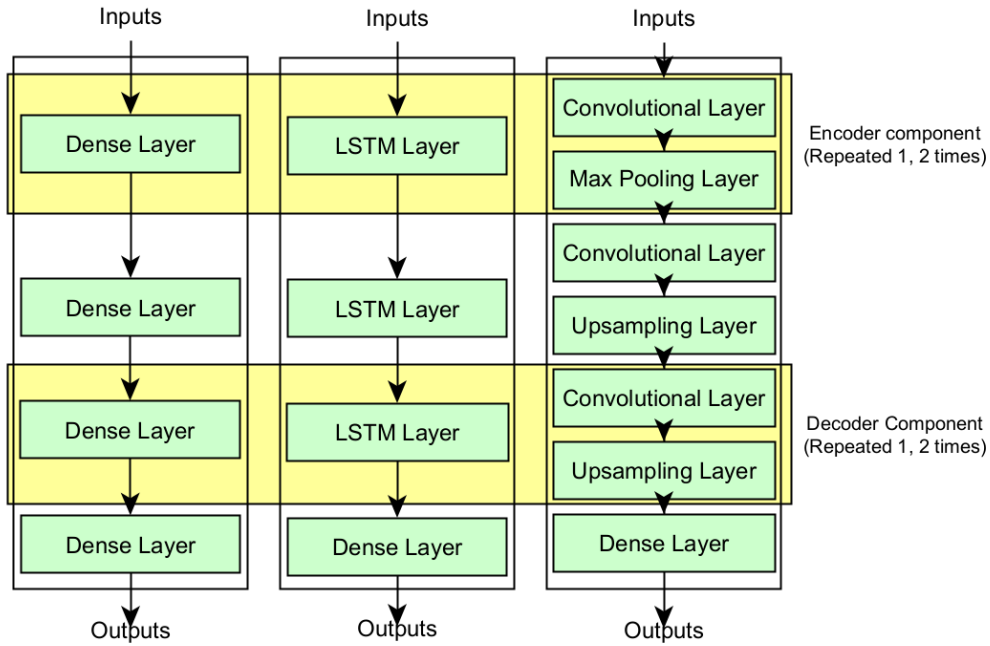 Inputs
Inputs
Inputs
Dense Layer
LSTM Layer
Convolutional Layer
Max Pooling Layer
Encoder component
(Repeated 1, 2 times)
Dense Layer
LSTM Layer
Convolutional Layer
Upsampling Layer
Dense Layer
LSTM Layer
Convolutional Layer
Upsampling Layer
Decoder Component
(Repeated 1, 2 times)
Dense Layer
Dense Layer
Dense Layer
Outputs
Outputs
Outputs